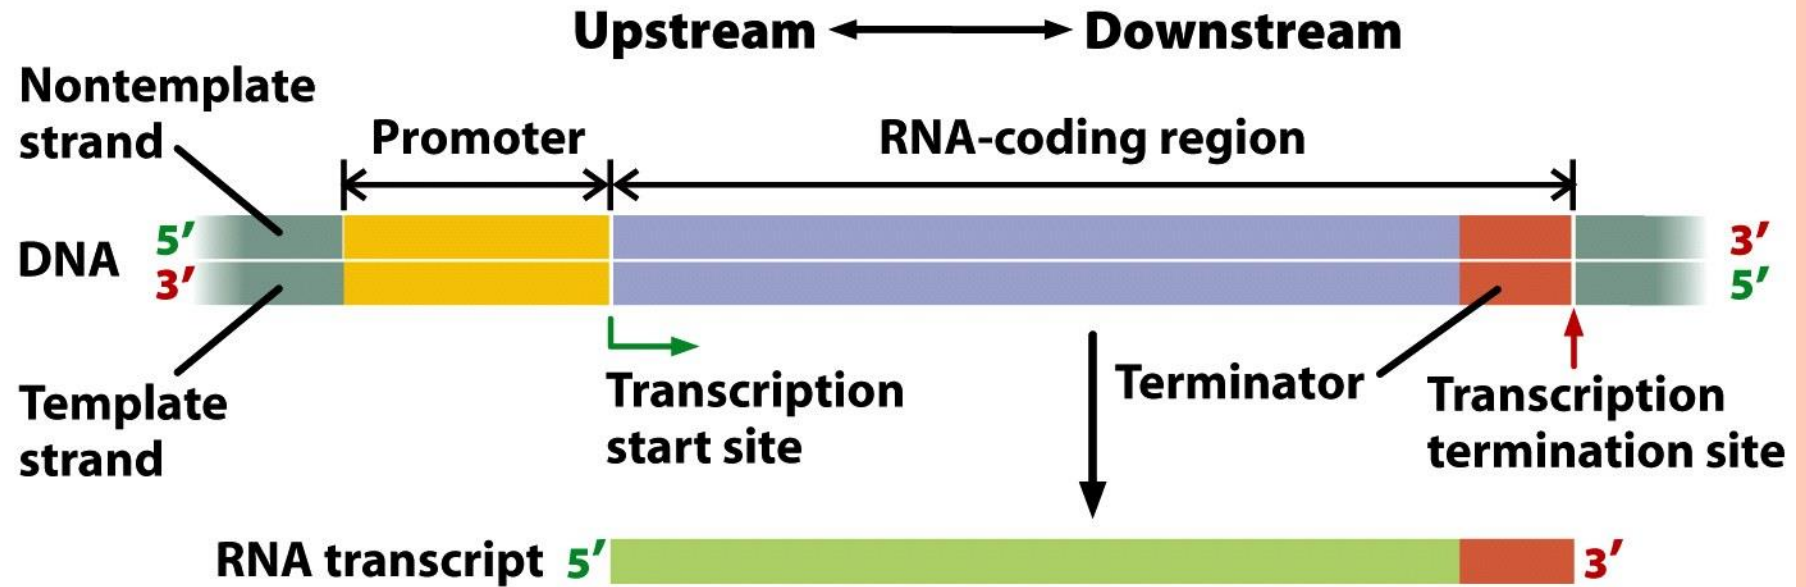 Upstream Downstream
Nontemplate
strand
Promoter
RNA-coding region
DNA
5′
3′
3′
5′
Template
strand
Transcription
start site
Terminator
Transcription
termination site
RNA transcript 5′ 3′